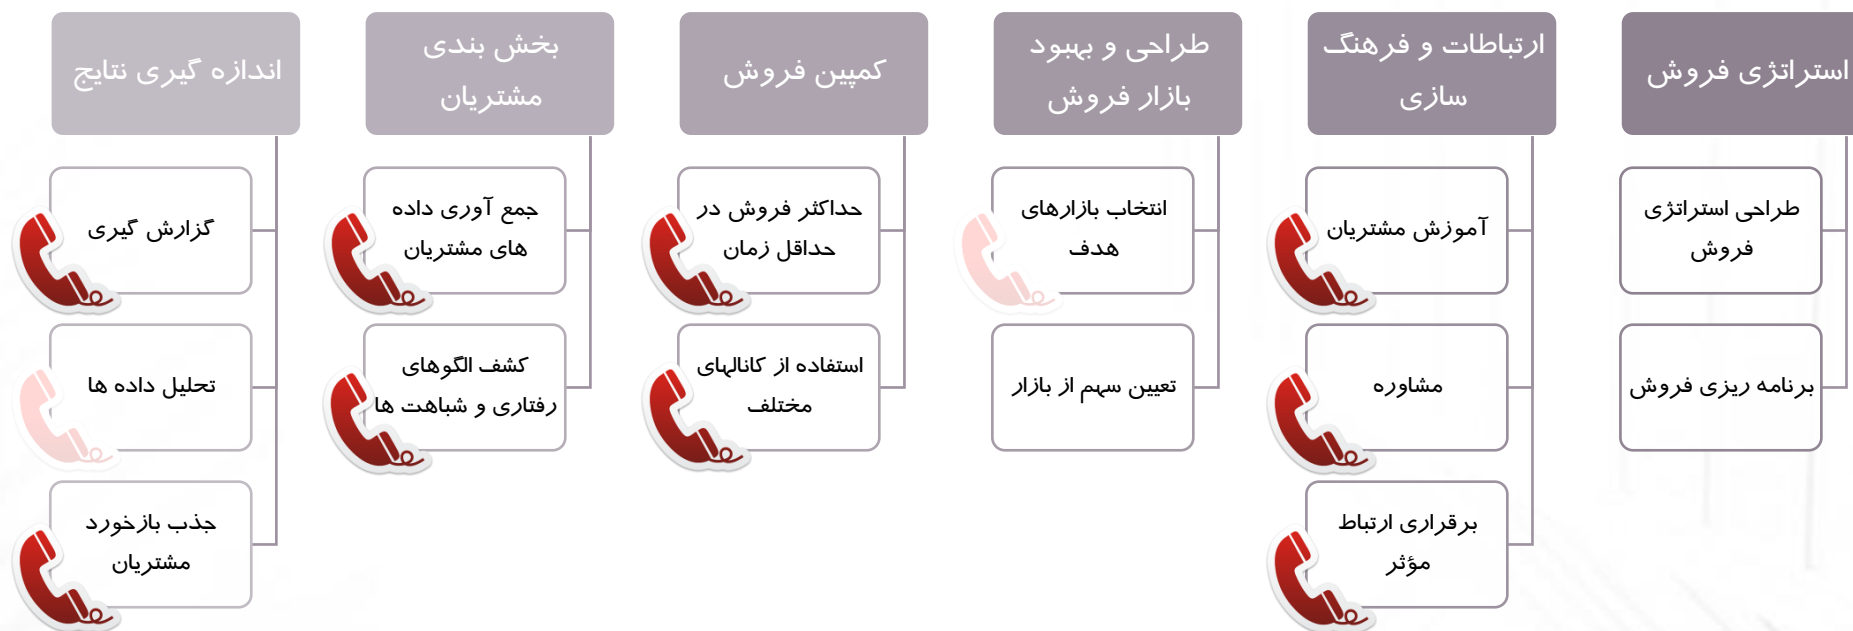 استراتژی فروش
طراحی استراتژی
فروش
برنامه ریزی فروش
ارتباطات و فرهنگ
سازی
آموزش مشتریان
مشاوره
برقراری ارتباط
مؤثر
طراحی و بهبود
بازار فروش
انتخاب بازارهای
هدف
تعیین سهم از بازار
کمپین فروش
حداکثر فروش در
حداقل زمان
استفاده از کانالهای
مختلف
بخش بندی
مشتریان
جمع آوری داده
های مشتریان
کشف الگوهای
رفتاری و شباهت ها
اندازه گیری نتایج
گزارش گیری
تحلیل داده ها
جذب بازخورد
مشتریان